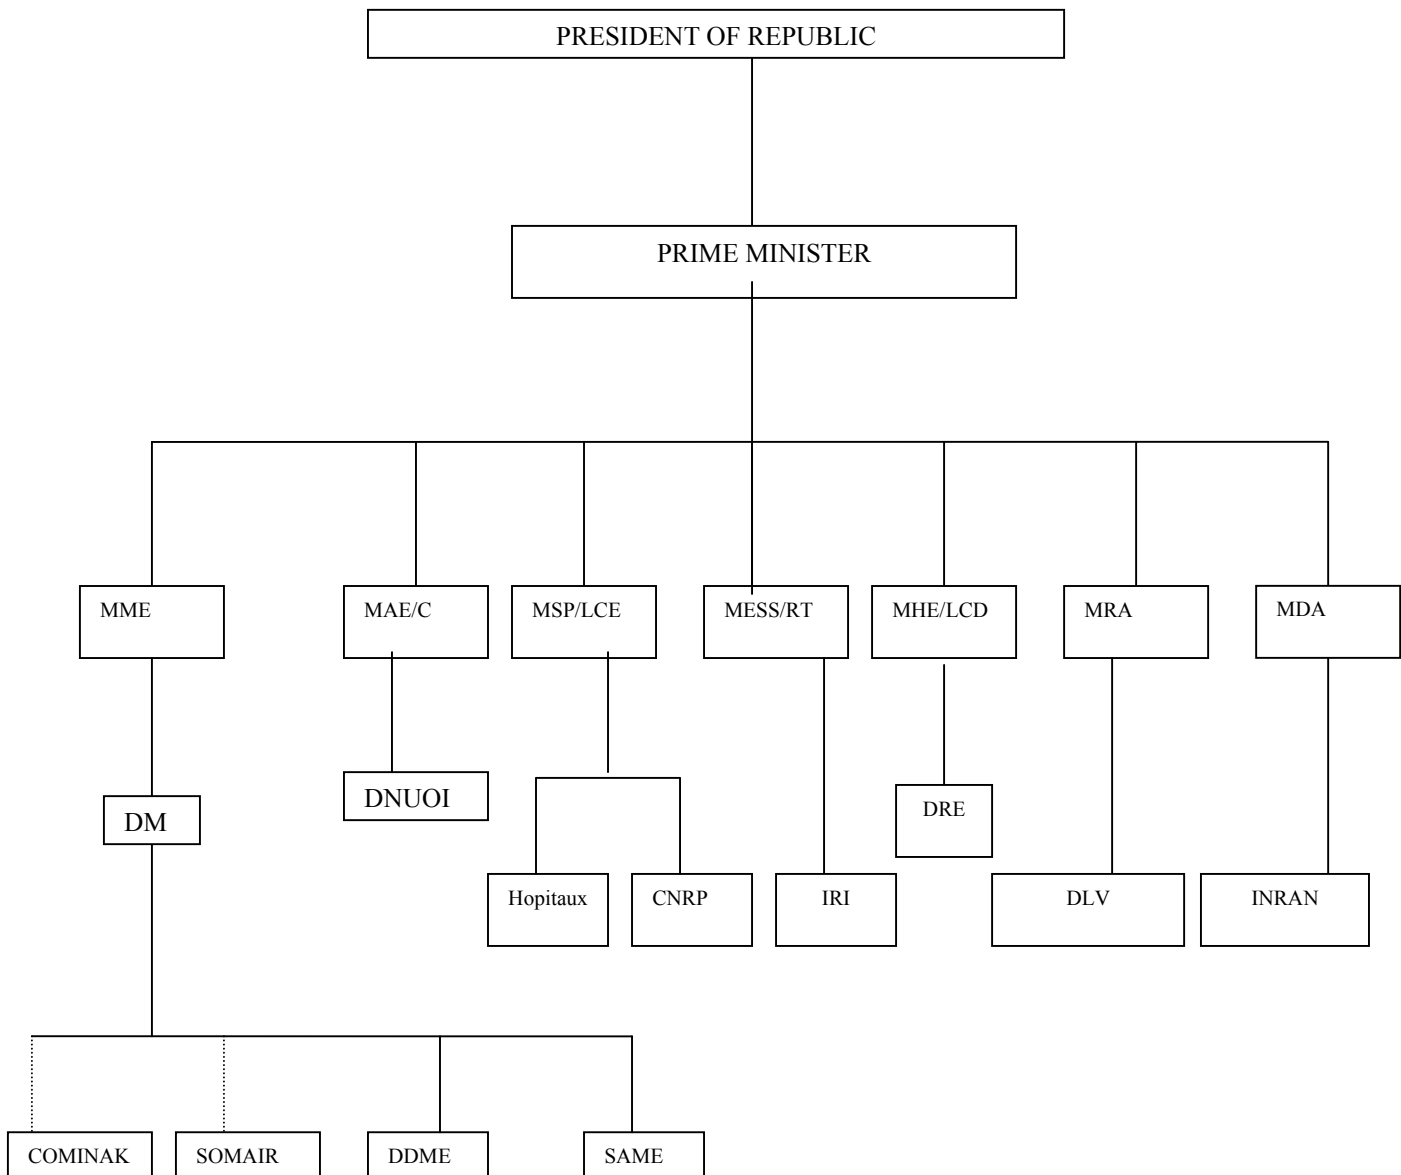 PRESIDENT OF REPUBLIC
PRIME MINISTER
MME
MAE/C
MSP/LCE
MESS/RT
MHE/LCD
MRA
MDA
DM
DNUOI
DRE
Hopitaux
CNRP
IRI
DLV
INRAN
COMINAK
SOMAIR
DDME
SAME